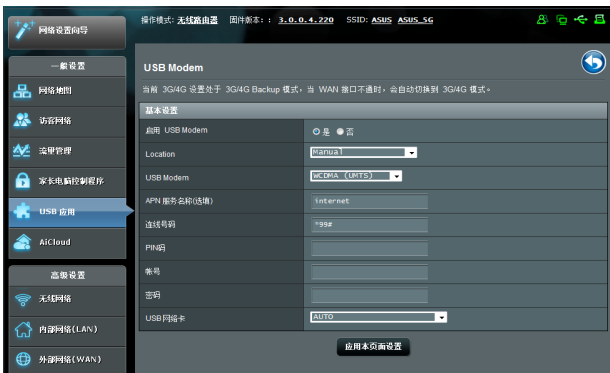 操作模式: 无线路由器 固件版本: : 3.0.0.4.220 SSID: ASUS ASUS_5G
网络设置向导
一般设置
网络地图
访客网络
流量管理
家长电脑控制程序
USB 应用
AiCloud
高级设置
无线网络
内部网络(LAN)
外部网络(WAN)
USB Modem
当前 3G/4G 设置处于 3G/4G Backup 模式，当 WAN 接口不通时，会自动切换到 3G/4G 模式。
基本设置
启用 USB Modem 是 否
Location Manual
USB Modem WCDMA (UMTS)
APN 服务名称(选填) internet
连线号码 *99#
PIN码
帐号
密码
USB 网络卡 AUTO
应用本页面设置